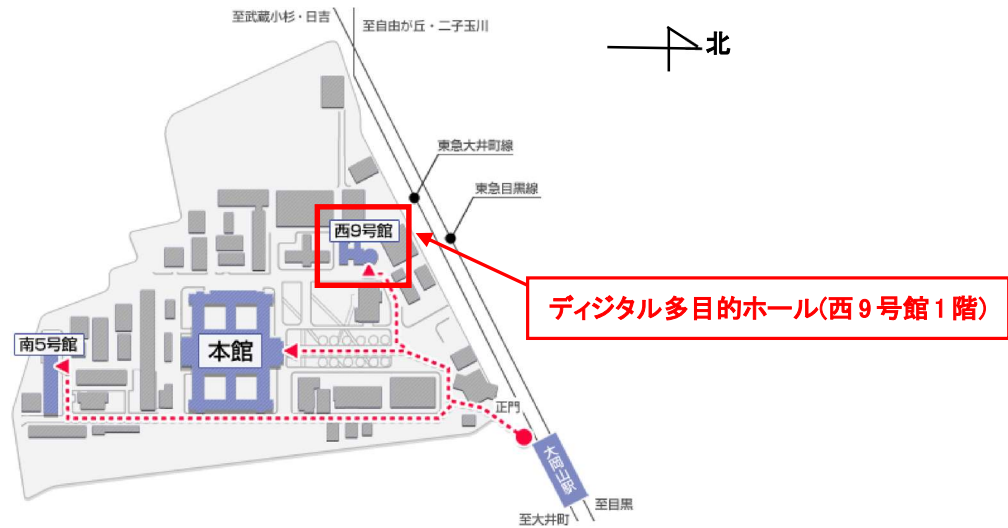 至武蔵小杉・日吉
至自由が丘・二子玉川
北
東急大井町線
東急目黒線
西9号館
ディジタル多目的ホール(西9号館1階)
南5号館
本館
正門
大岡山駅
至目黒
至大井町